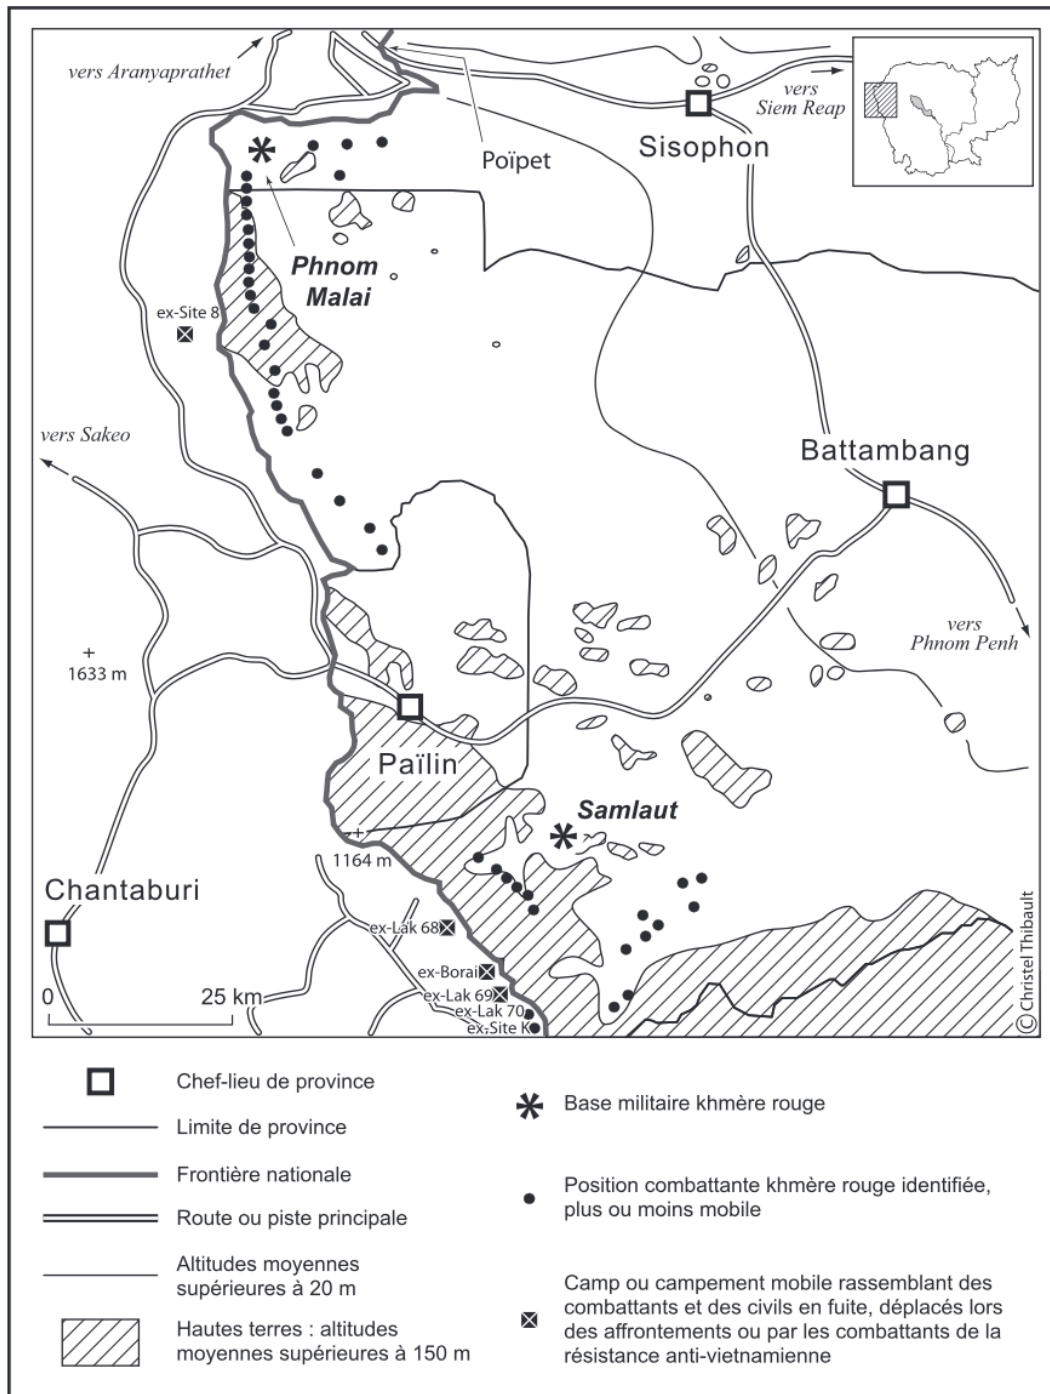 vers Aranyaprathet
vers
Siem Reap
Sisophon
Poïpet
Phnom
Malai
ex-Site 8
vers Sakeo
Battambang
vers
Phnom Penh
1633 m
Païlin
Samlaut
1164 m
Chantaburi
ex-Lak 68
ex-Borai
ex-Lak 69
ex-Lak 70
ex-Site K
0 25 km
© Christel Thibault
Chef-lieu de province
Limite de province
Frontière nationale
Route ou piste principale
Altitudes moyennes
supérieures à 20 m
Hautes terres : altitudes
moyennes supérieures à 150 m
Base militaire khmère rouge
Position combattante khmère rouge identifiée,
plus ou moins mobile
Camp ou campement mobile rassemblant des
combattants et des civils en fuite, déplacés lors
des affrontements ou par les combattants de la
résistance anti-vietnamienne